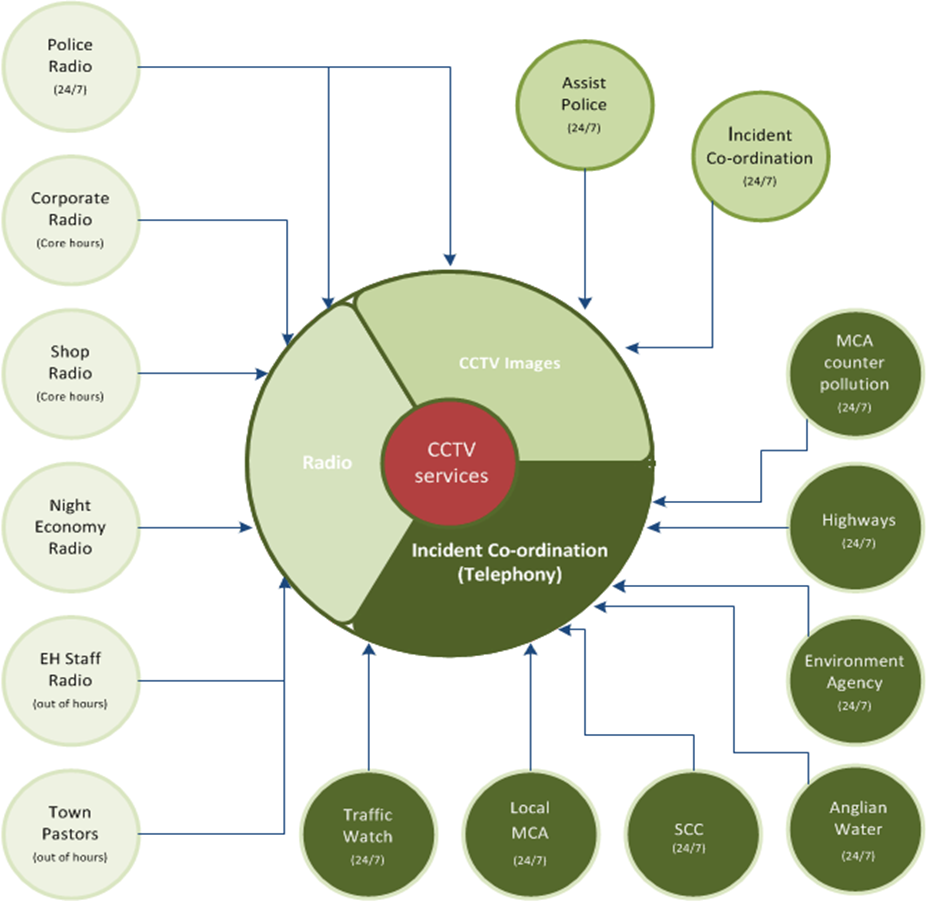 Police
Radio
(24/7)
Corporate
Radio
(Core hours)
Shop
Radio
(Core hours)
Night
Economy
Radio
EH Staff
Radio
(out of hours)
Town
Pastors
(out of hours)
Assist
Police
(24/7)
Incident
Co-ordination
(24/7)
CCTV Images
Radio
CCTV
services
Incident Co-ordination
(Telephony)
MCA
counter
pollution
(24/7)
Highways
(24/7)
Environment
Agency
(24/7)
Traffic
Watch
(24/7)
Local
MCA
(24/7)
SCC
(24/7)
Anglian
Water
(24/7)